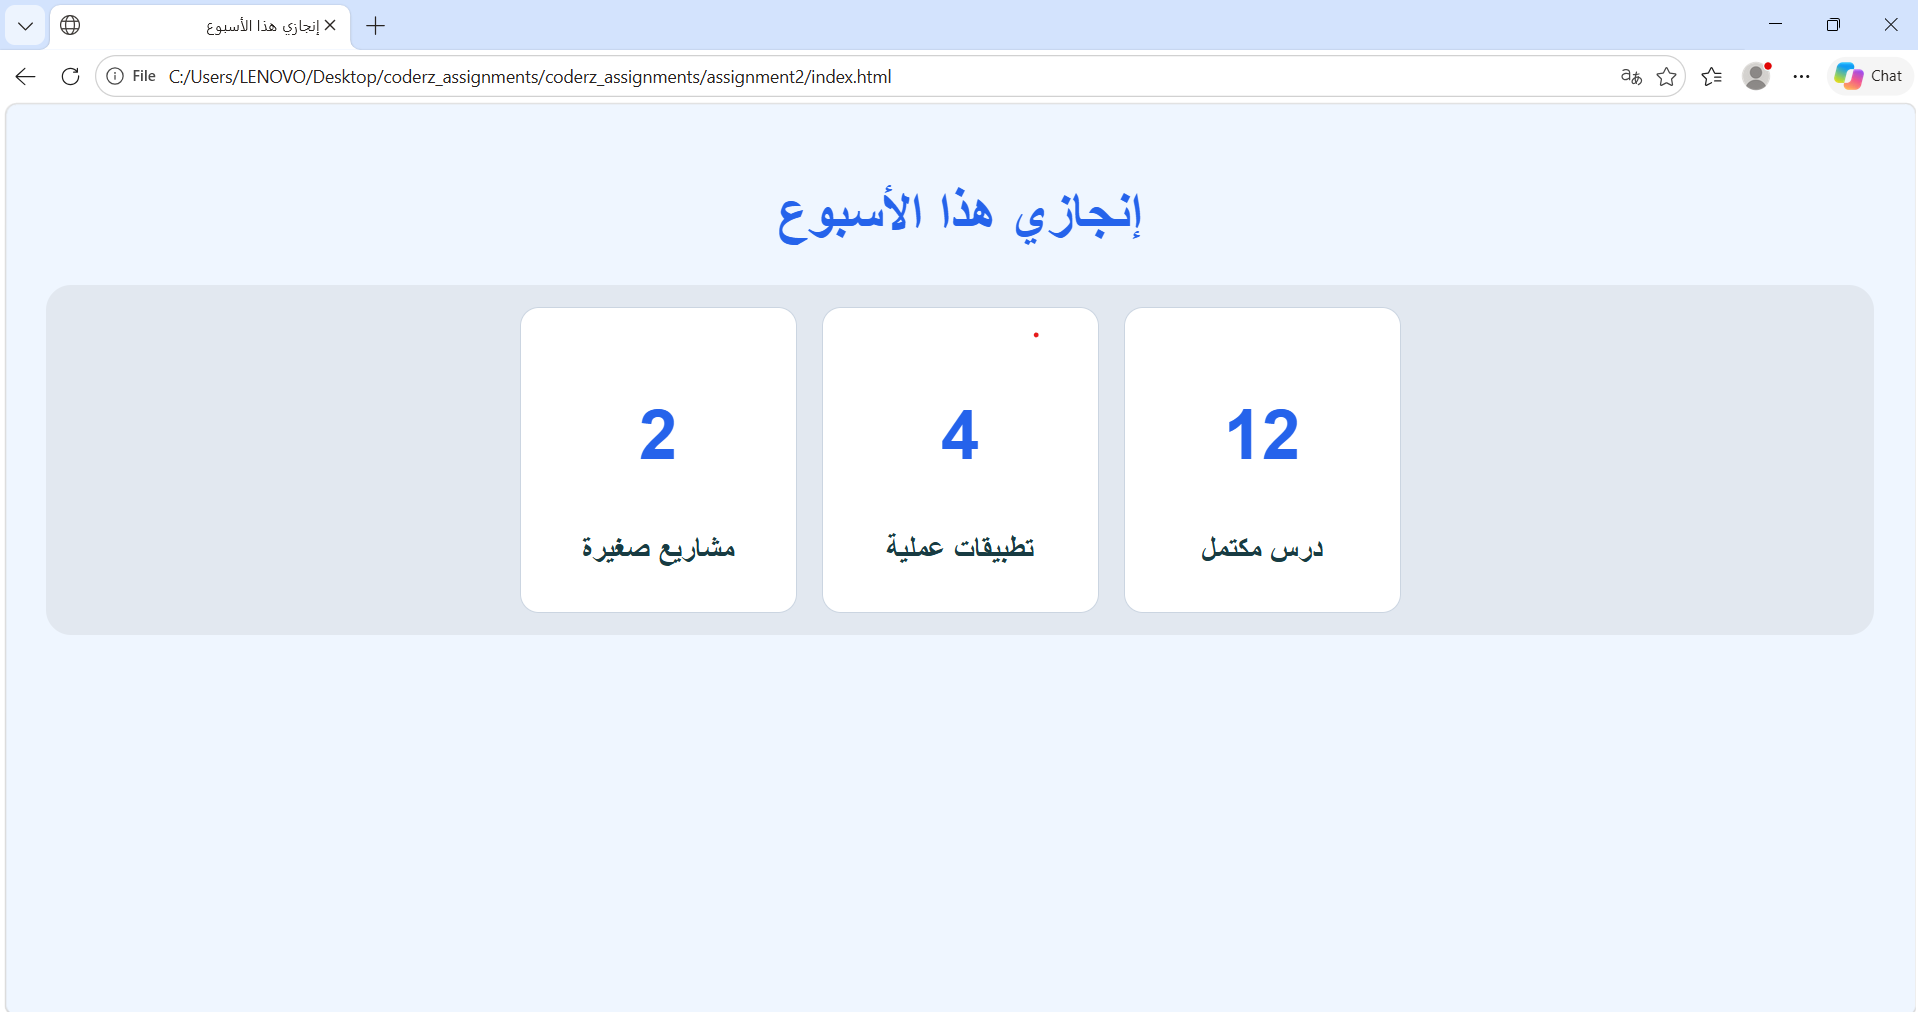 إنجازي هذا الأسبوع
File C:/Users/LENOVO/Desktop/coderz_assignments/coderz_assignments/assignment2/index.html
Chat
إنجازي هذا الأسبوع
12
درس مكتمل
4
تطبيقات عملية
2
مشاريع صغيرة